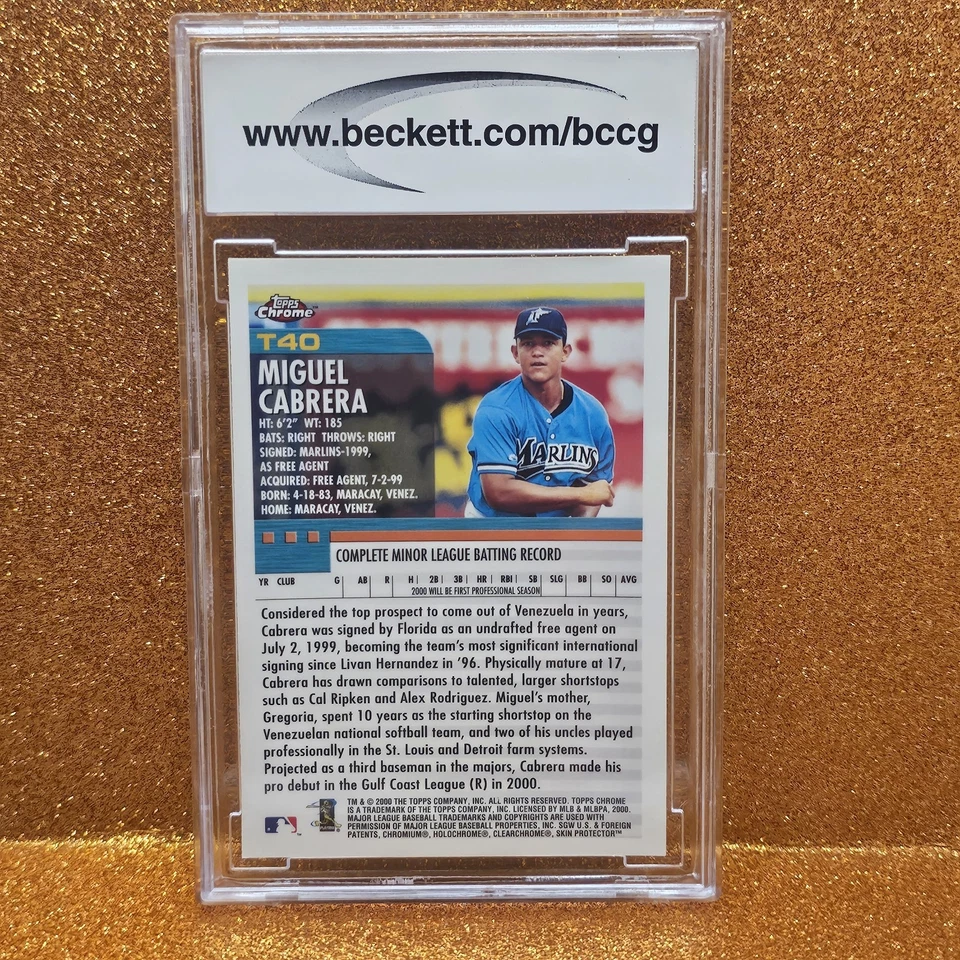 www.beckett.com/bccg
topps
Chrome™
T40
MIGUEL
CABRERA
HT: 6'2" WT: 185
BATS: RIGHT THROWS: RIGHT
SIGNED: MARLINS-1999,
AS FREE AGENT
ACQUIRED: FREE AGENT, 7-2-99
BORN: 4-18-83, MARACAY, VENEZ.
HOME: MARACAY, VENEZ.
MARLINS
COMPLETE MINOR LEAGUE BATTING RECORD
YR CLUB G AB R H 2B 3B HR RBI SB SLG BB SO AVG
2000 WILL BE FIRST PROFESSIONAL SEASON
Considered the top prospect to come out of Venezuela in years,
Cabrera was signed by Florida as an undrafted free agent on
July 2, 1999, becoming the team's most significant international
signing since Livan Hernandez in '96. Physically mature at 17,
Cabrera has drawn comparisons to talented, larger shortstops
such as Cal Ripken and Alex Rodriguez. Miguel's mother,
Gregoria, spent 10 years as the starting shortstop on the
Venezuelan national softball team, and two of his uncles played
professionally in the St. Louis and Detroit farm systems.
Projected as a third baseman in the majors, Cabrera made his
pro debut in the Gulf Coast League (R) in 2000.
TM & © 2000 THE TOPPS COMPANY, INC. ALL RIGHTS RESERVED. TOPPS CHROME
IS A TRADEMARK OF THE TOPPS COMPANY, INC. LICENSED BY MLB & MLBPA, 2000.
MAJOR LEAGUE BASEBALL TRADEMARKS AND COPYRIGHTS ARE USED WITH
PERMISSION OF MAJOR LEAGUE BASEBALL PROPERTIES, INC. SGW U.S. & FOREIGN
PATENTS, CHROMIUM®, HOLOCHROME®, CLEARCHROME®, SKIN PROTECTOR™